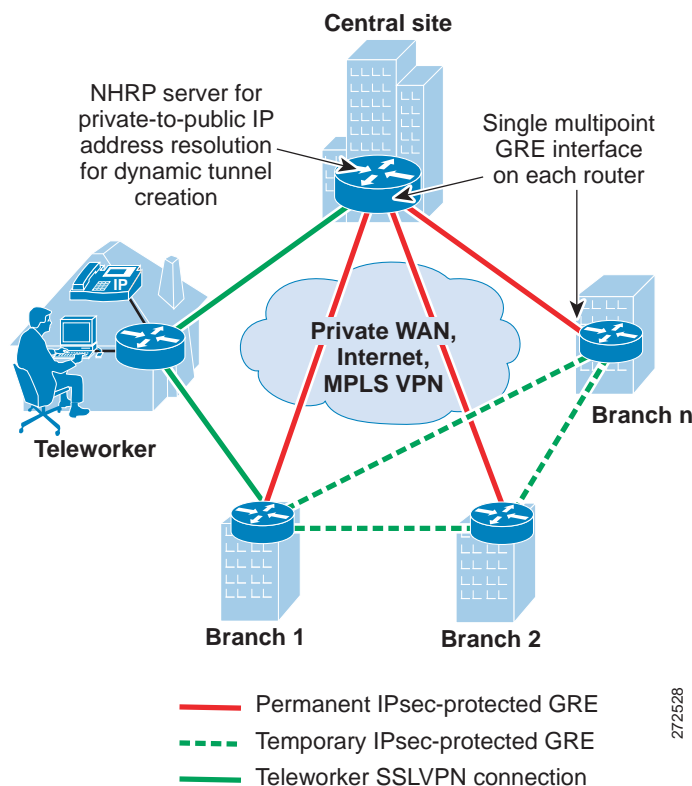 Central site
NHRP server for
private-to-public IP
address resolution
for dynamic tunnel
creation
Single multipoint
GRE interface
on each router
IP
Private WAN,
Internet,
MPLS VPN
Teleworker
Branch n
Branch 1
Branch 2
Permanent IPsec-protected GRE
Temporary IPsec-protected GRE
Teleworker SSLVPN connection
272528